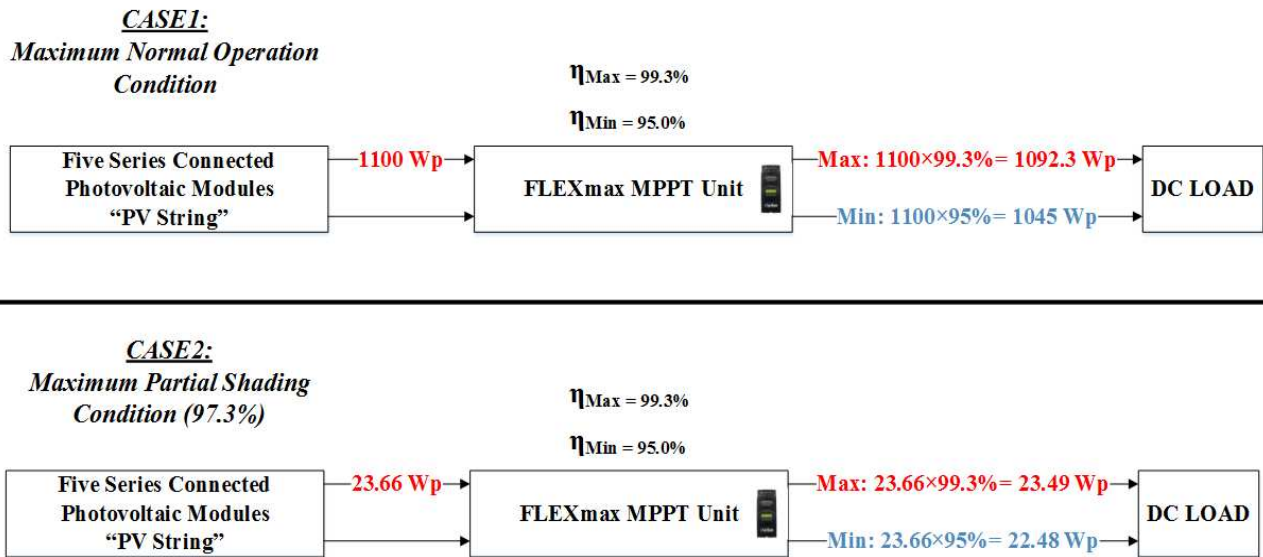 CASE1:
Maximum Normal Operation
Condition
ηMax = 99.3%
ηMin = 95.0%
Five Series Connected
Photovoltaic Modules
“PV String”
1100 Wp
FLEXmax MPPT Unit
Max: 1100×99.3%= 1092.3 Wp
Min: 1100×95%= 1045 Wp
DC LOAD
CASE2:
Maximum Partial Shading
Condition (97.3%)
ηMax = 99.3%
ηMin = 95.0%
Five Series Connected
Photovoltaic Modules
“PV String”
23.66 Wp
FLEXmax MPPT Unit
Max: 23.66×99.3%= 23.49 Wp
Min: 23.66×95%= 22.48 Wp
DC LOAD